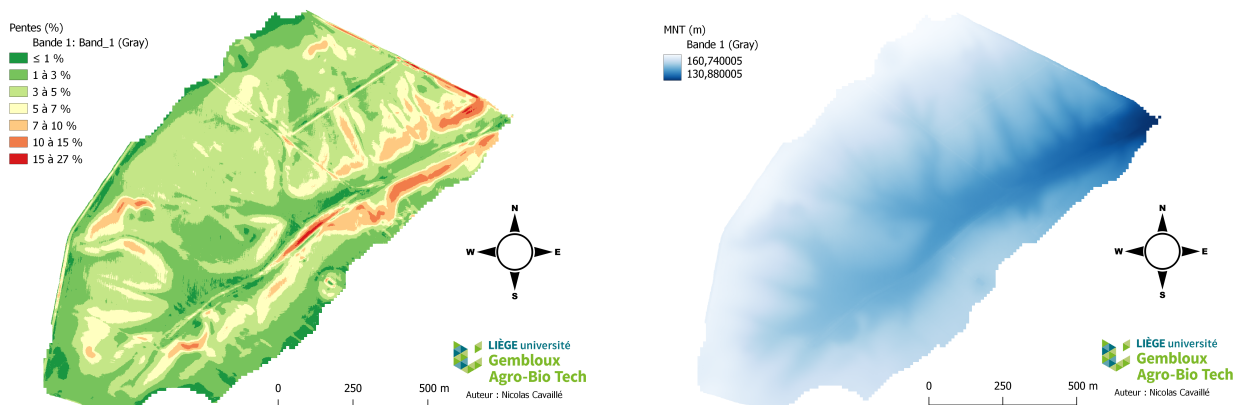 Pentes (%)
Bande 1: Band_1 (Gray)
≤ 1 %
1 à 3 %
3 à 5 %
5 à 7 %
7 à 10 %
10 à 15 %
15 à 27 %
N
W E
S
LIÈGE université
Gembloux
Agro-Bio Tech
Auteur : Nicolas Cavaillé
0 250 500 m
MNT (m)
Bande 1 (Gray)
160,740005
130,880005
N
W E
S
LIÈGE université
Gembloux
Agro-Bio Tech
Auteur : Nicolas Cavaillé
0 250 500 m